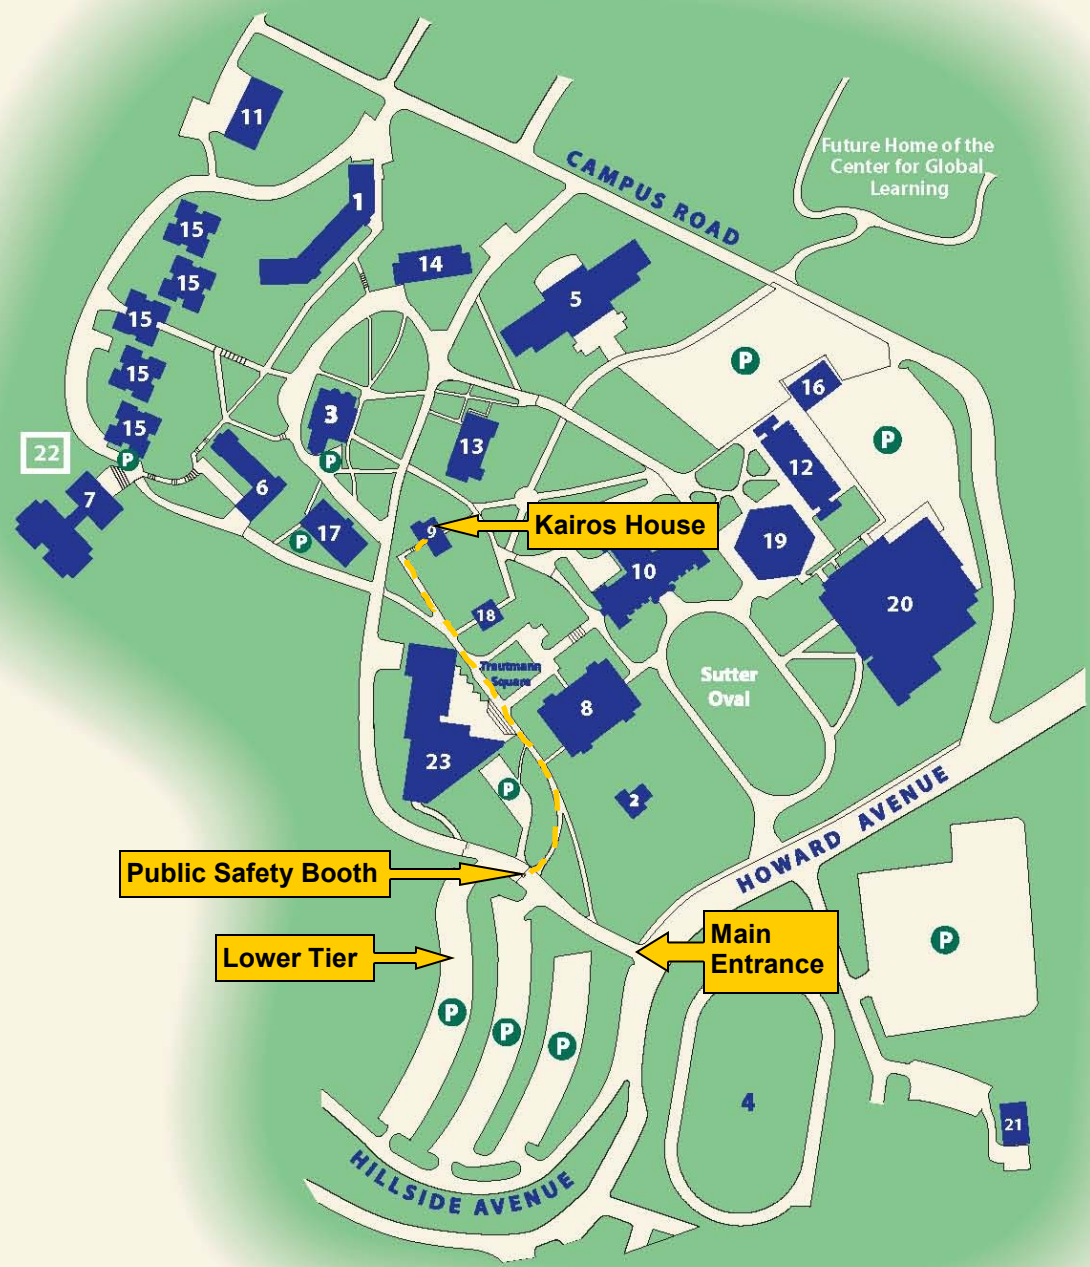 11
CAMPUS ROAD
Future Home of the
Center for Global
Learning
1
15
14
15
5
15
P
15
16
3
15
13
P
22
P
P
12
7
6
9
Kairos House
17
P
19
10
20
18
Trautmann
Square
Sutter
Oval
8
23
P
2
HOWARD AVENUE
Public Safety Booth
Main
Entrance
P
Lower Tier
P
P
P
4
21
HILLSIDE AVENUE